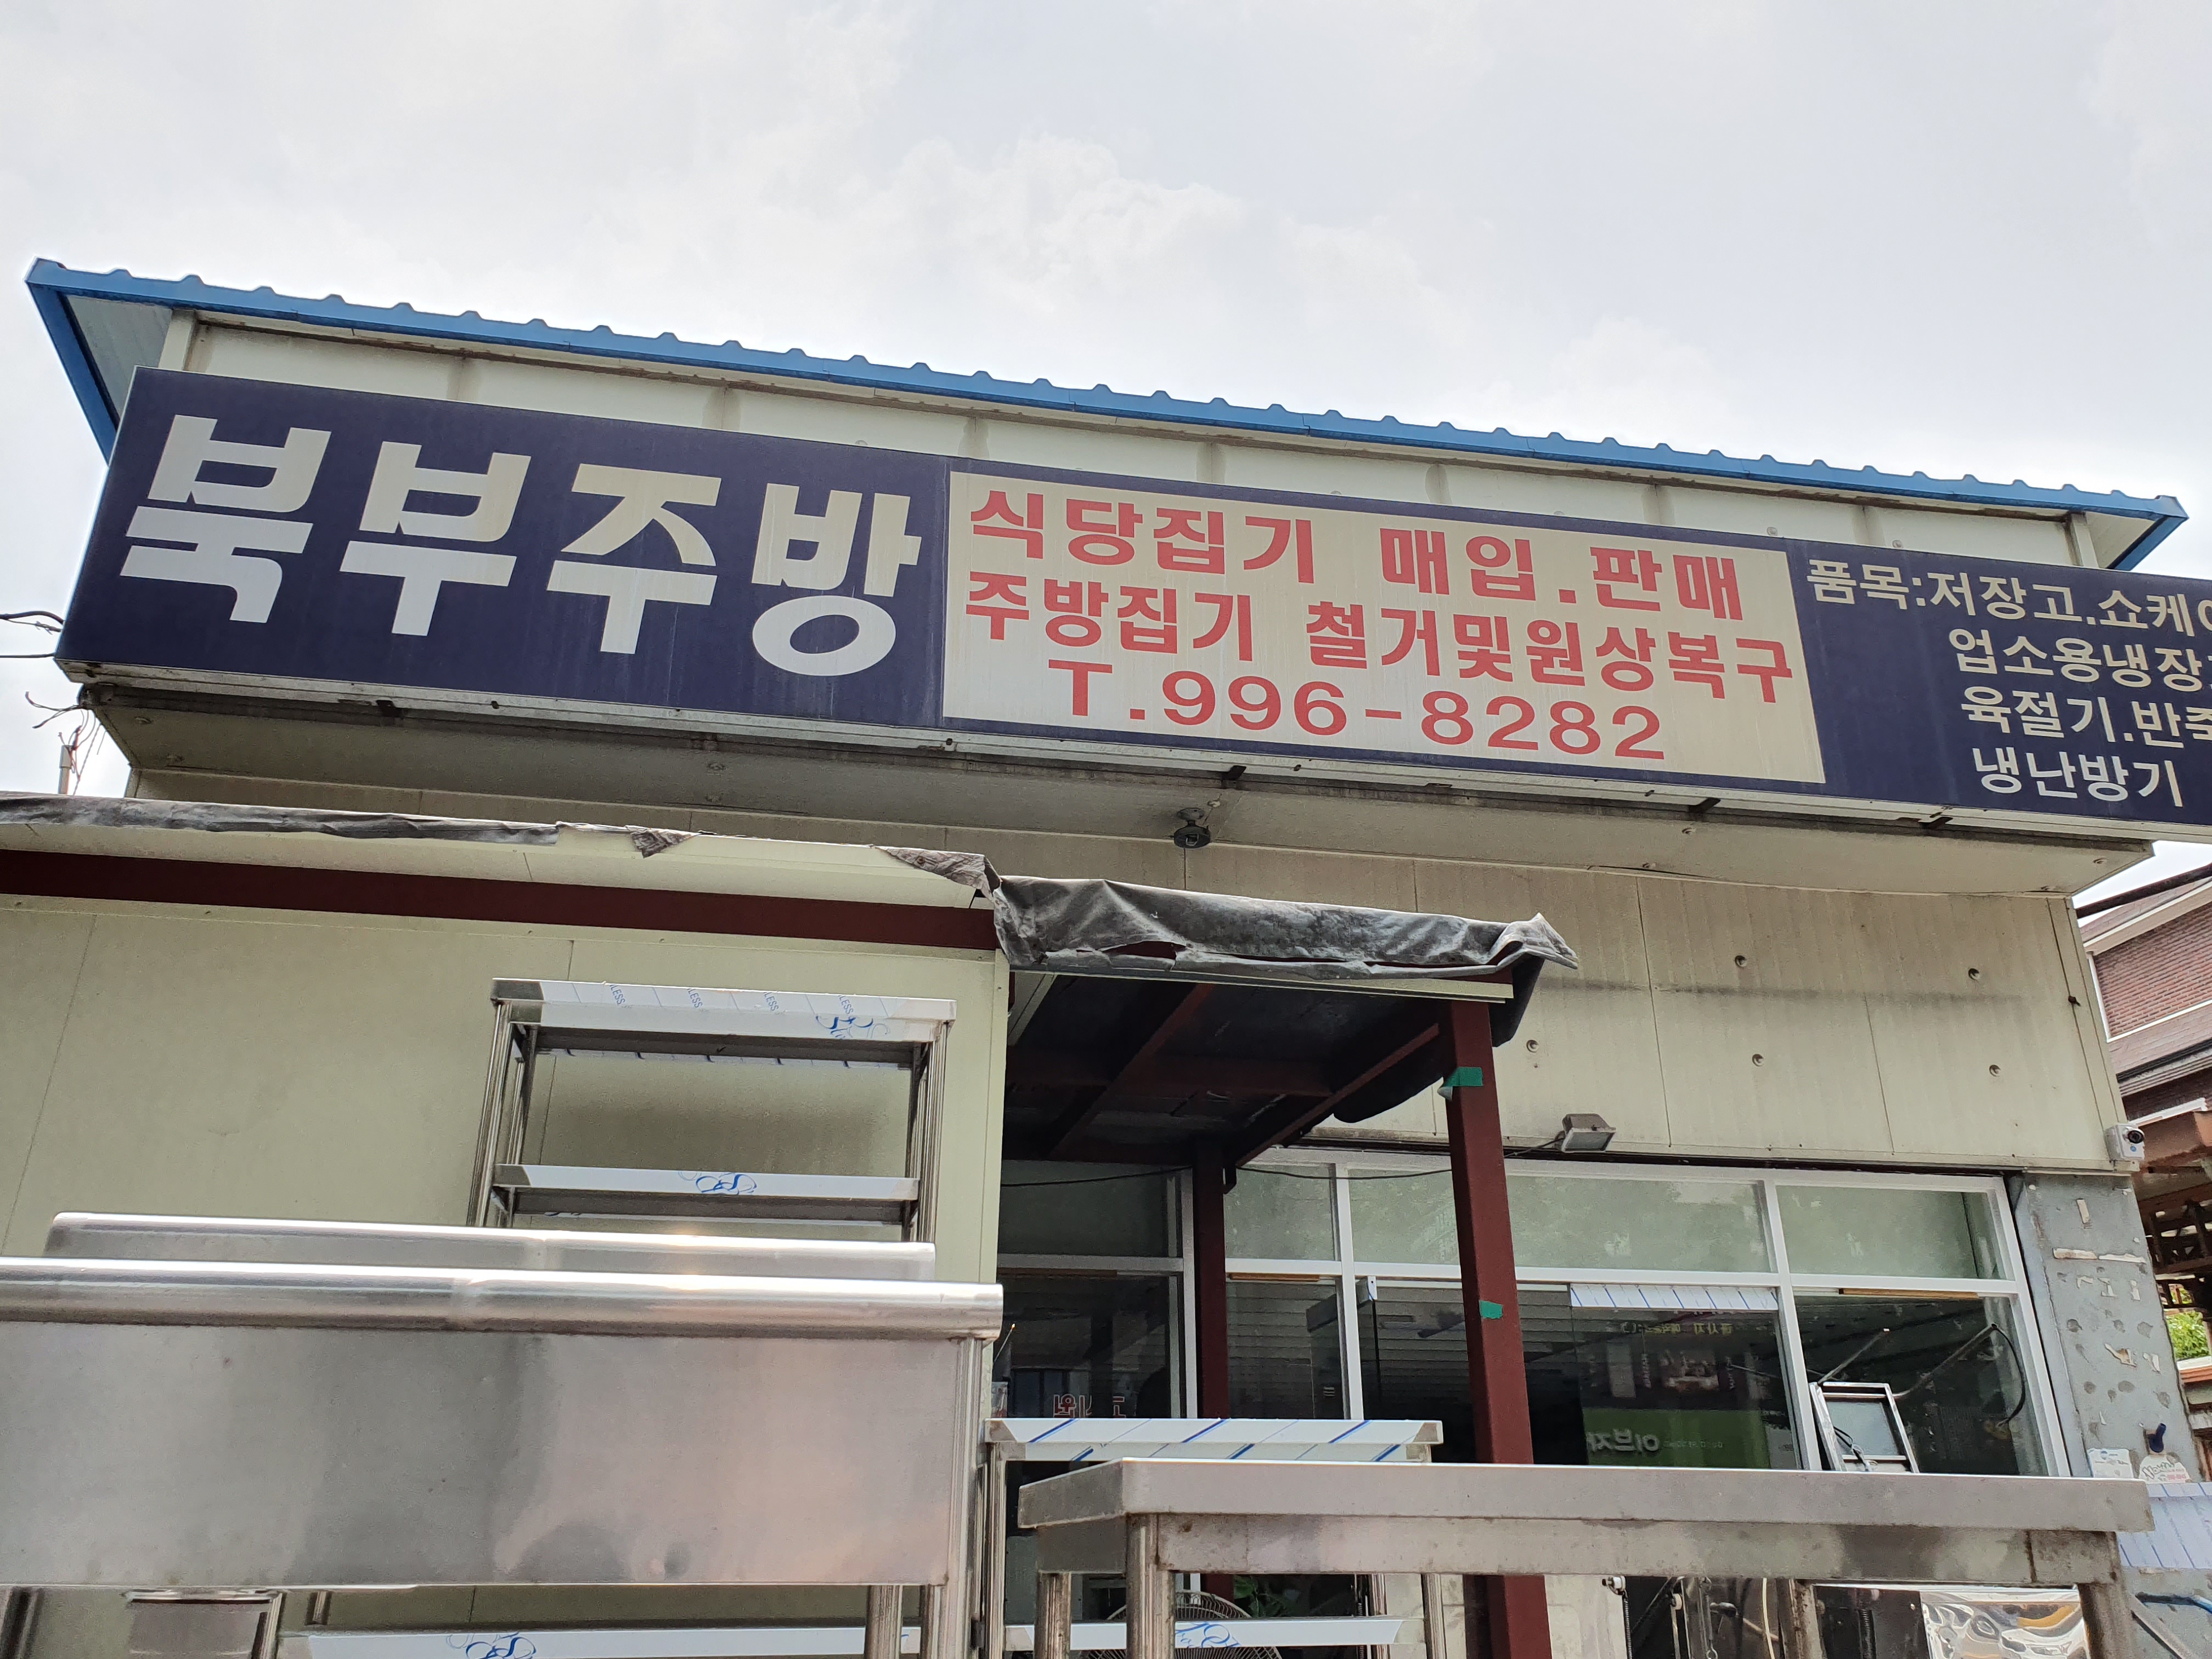 북부주방
식당집기 매입.판매
주방집기 철거및원상복구
T.996-8282
품목:저장고.쇼케
업소용냉장
육절기.반죽
냉난방기